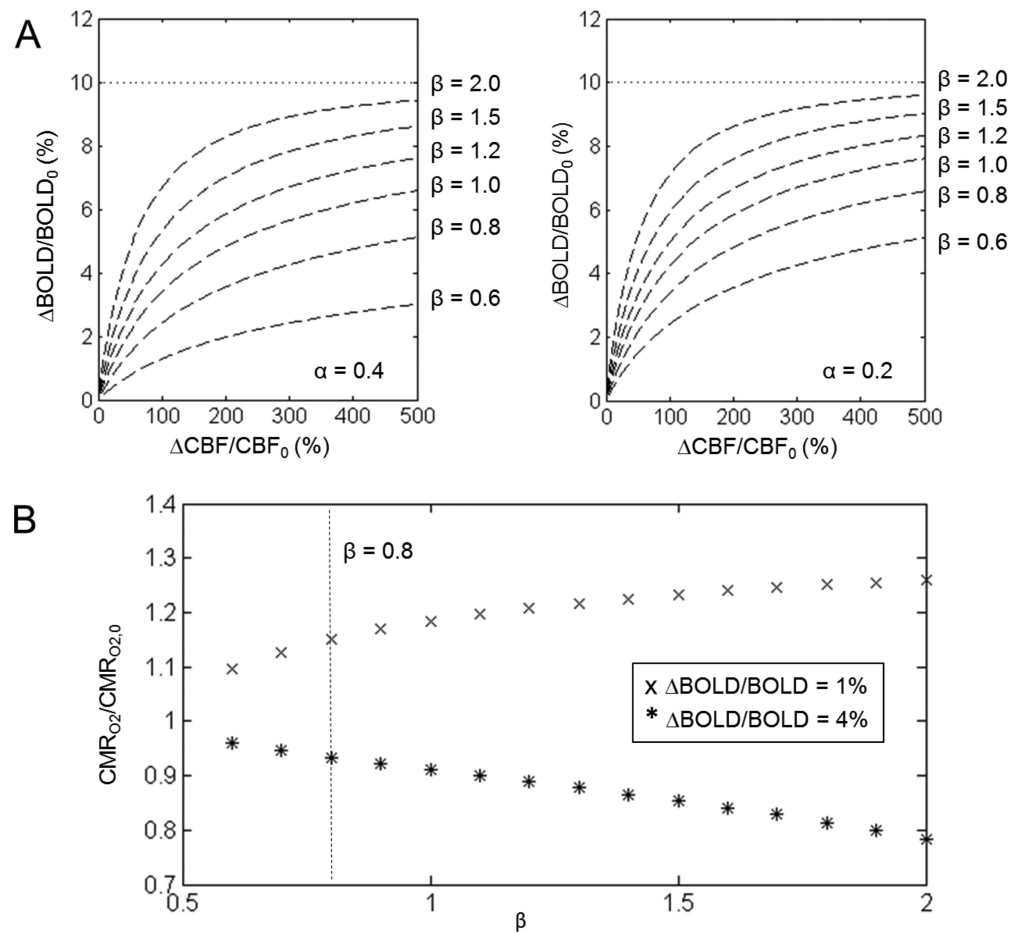 A
12
10
8
6
4
2
0
ΔBOLD/BOLD₀ (%)
β = 2.0
β = 1.5
β = 1.2
β = 1.0
β = 0.8
β = 0.6
α = 0.4
0 100 200 300 400 500
ΔCBF/CBF₀ (%)
12
10
8
6
4
2
0
ΔBOLD/BOLD₀ (%)
β = 2.0
β = 1.5
β = 1.2
β = 1.0
β = 0.8
β = 0.6
α = 0.2
0 100 200 300 400 500
ΔCBF/CBF₀ (%)
B
1.4
1.3
1.2
1.1
1
0.9
0.8
0.7
CMR_O2/CMR_O2,0
β = 0.8
x ΔBOLD/BOLD = 1%
* ΔBOLD/BOLD = 4%
0.5 1 1.5 2
β